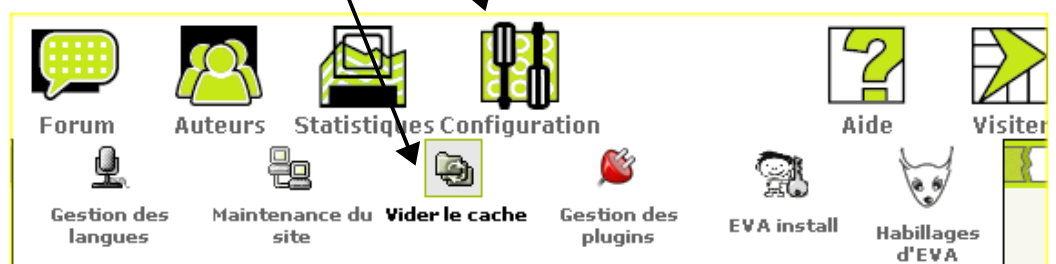 Forum Auteurs Statistiques Configuration Aide Visiter
Gestion des langues
Maintenance du site
Vider le cache
Gestion des plugins
EVA install
Habillages d'EVA